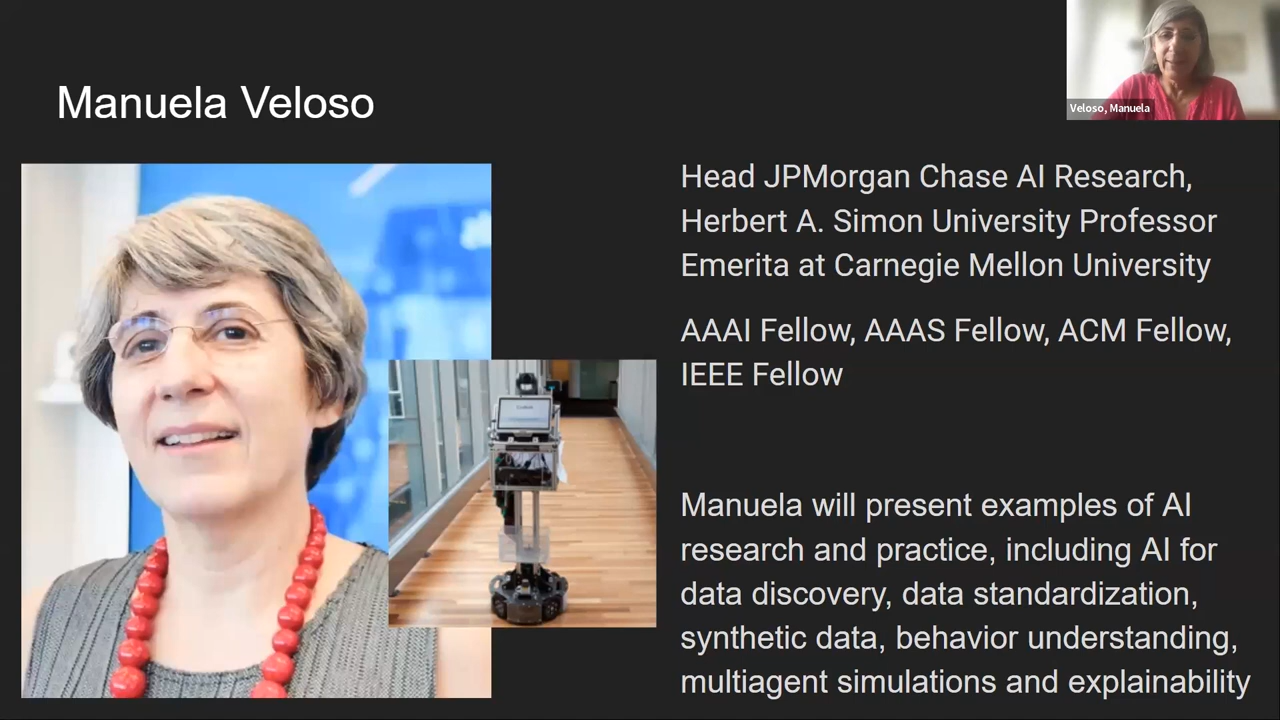 Manuela Veloso
Veloso, Manuela
Head JPMorgan Chase AI Research,
Herbert A. Simon University Professor
Emerita at Carnegie Mellon University
AAAI Fellow, AAAS Fellow, ACM Fellow,
IEEE Fellow
Manuela will present examples of AI
research and practice, including AI for
data discovery, data standardization,
synthetic data, behavior understanding,
multiagent simulations and explainability